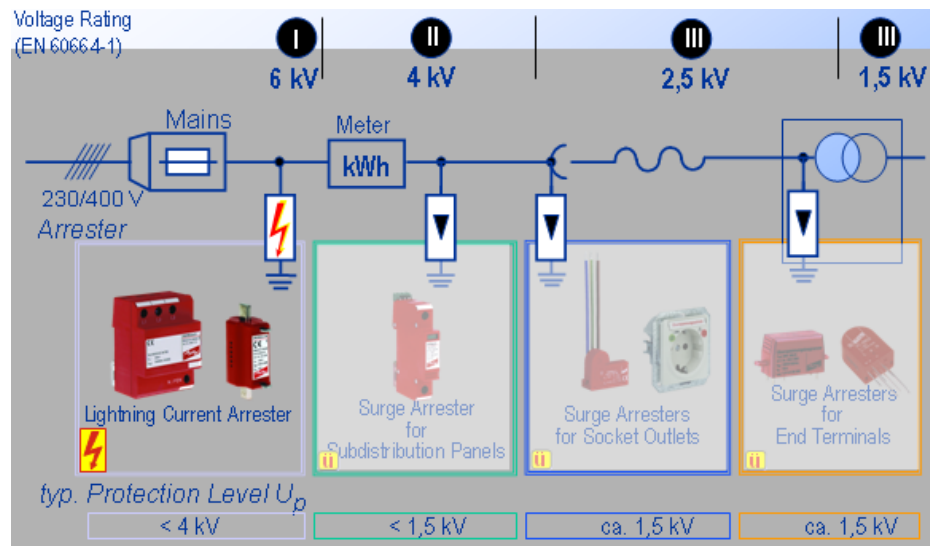 Voltage Rating
(EN 60664-1)
I
II
III
III
6 kV
4 kV
2,5 kV
1,5 kV
Mains
Meter
kWh
230/400 V
Arrester
Lightning Current Arrester
Surge Arrester
for
Subdistribution Panels
Surge Arresters
for Socket Outlets
Surge Arresters
for
End Terminals
ü
ü
ü
typ. Protection Level Up
< 4 kV
< 1,5 kV
ca. 1,5 kV
ca. 1,5 kV